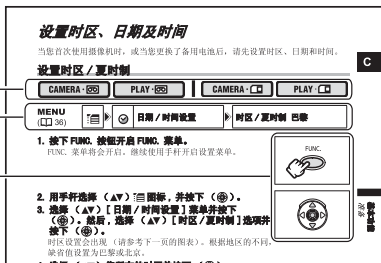 设置时区、日期及时间
当您首次使用摄像机时，或当您更换了备用电池后，请先设置时区、日期和时间。
C
设置时区 / 夏时制
CAMERA · PLAY · CAMERA · PLAY ·
MENU
( 36)
日期 / 时间设置
时区 / 夏时制 巴黎
1. 按下 FUNC. 按钮开启 FUNC. 菜单。
FUNC. 菜单将会开启。继续使用手杆开启设置菜单。
FUNC.
2. 用手杆选择（▲▼） 图标，并按下（ ）。
3. 选择（▲▼）[ 日期 / 时间设置 ] 菜单并按下
（ ）。然后，选择（▲▼）[ 时区 / 夏时制 ] 选项并
按下（ ）。
时区设置会出现（请参考下一页的图表）。根据地区的不同，
缺省值设置为巴黎或北京。